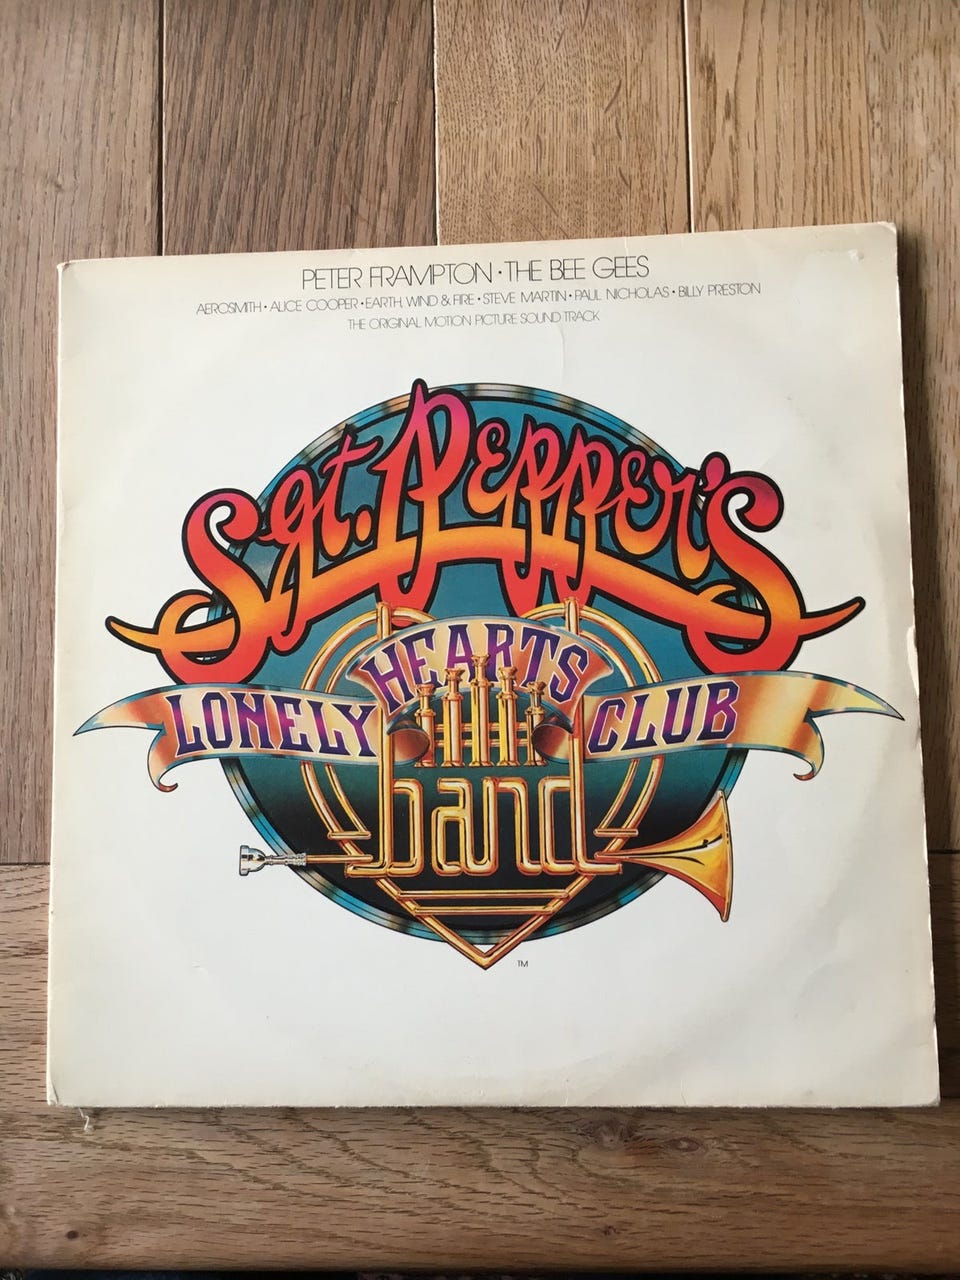 PETER FRAMPTON • THE BEE GEES
AEROSMITH • ALICE COOPER • EARTH, WIND & FIRE • STEVE MARTIN • PAUL NICHOLAS • BILLY PRESTON
THE ORIGINAL MOTION PICTURE SOUND TRACK
Sgt. Pepper's
LONELY HEARTS CLUB
band
TM